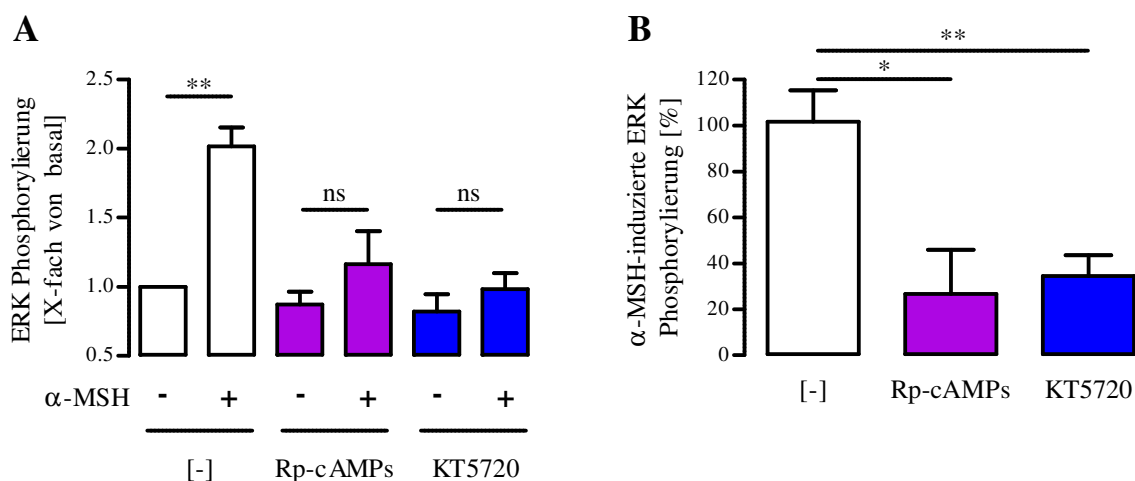 A
ERK Phosphorylierung
[X-fach von basal]
2.5
2.0
1.5
1.0
0.5
**
ns
ns
α-MSH
- + - + - +
[-] Rp-cAMPs KT5720
B
α-MSH-induzierte ERK
Phosphorylierung [%]
**
*
120
100
80
60
40
20
0
[-] Rp-cAMPs KT5720